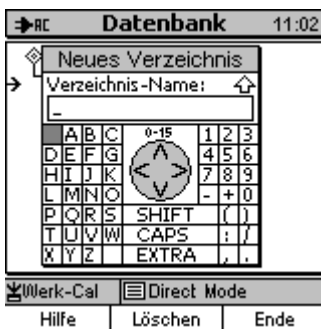 AC Datenbank 11:02
Neues Verzeichnis
Verzeichnis-Name:
_
A B C 0-15 1 2 3
D E F G 4 5 6
H I J K 7 8 9
L M N O - + 0
P Q R S SHIFT ( )
T U V W CAPS : /
X Y Z EXTRA , .
Werk-Cal Direct Mode
Hilfe Löschen Ende